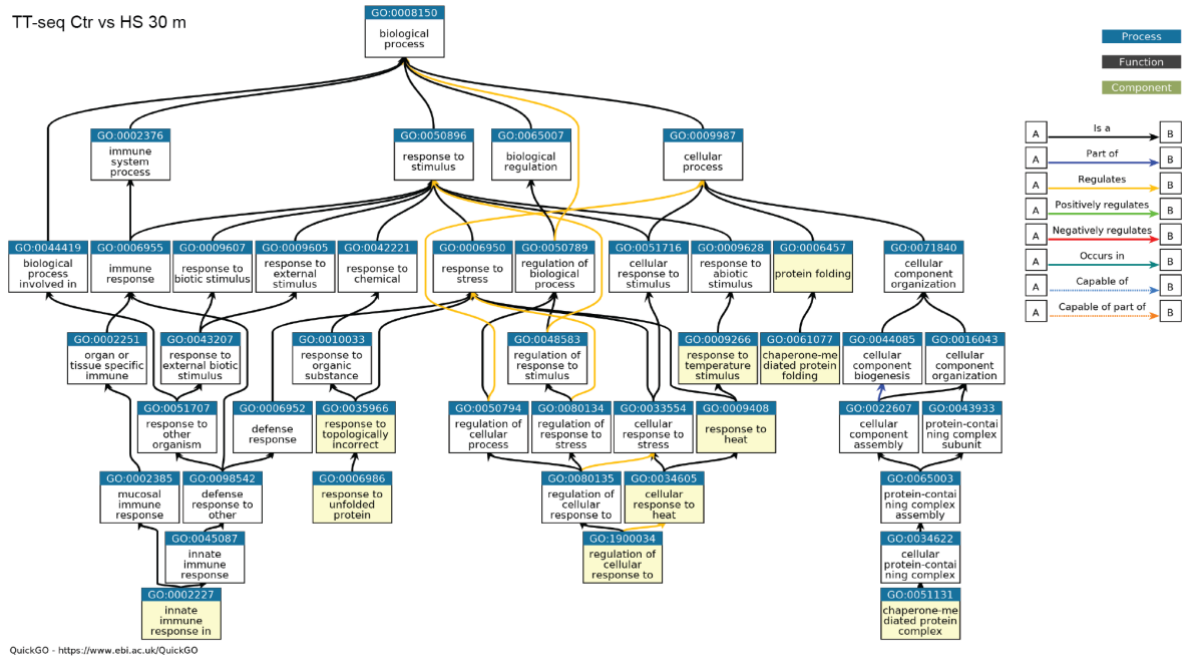 TT-seq Ctr vs HS 30 m
GO:0008150
biological
process
Process
Function
Component
A
Is a
B
A
Part of
B
A
Regulates
B
A
Positively regulates
B
A
Negatively regulates
B
A
Occurs in
B
A
Capable of
B
A
Capable of part of
B
GO:0002376
immune
system
process
GO:0050896
response to
stimulus
GO:0065007
biological
regulation
GO:0009987
cellular
process
GO:0044419
biological
process
involved in
GO:0006955
immune
response
GO:0009607
response to
biotic stimulus
GO:0009605
response to
external
stimulus
GO:0042221
response to
chemical
GO:0006950
response to
stress
GO:0050789
regulation of
biological
process
GO:0051716
cellular
response to
stimulus
GO:0009628
response to
abiotic
stimulus
GO:0006457
protein folding
GO:0071840
cellular
component
organization
GO:0002251
organ or
tissue specific
immune
GO:0043207
response to
external biotic
stimulus
GO:0010033
response to
organic
substance
GO:0048583
regulation of
response to
stimulus
GO:0009266
response to
temperature
stimulus
GO:0061077
chaperone-me
diated protein
folding
GO:0044085
cellular
component
biogenesis
GO:0016043
cellular
component
organization
GO:0051707
response to
other
organism
GO:0006952
defense
response
GO:0035966
response to
topologically
incorrect
GO:0050794
regulation of
cellular
process
GO:0080134
regulation of
response to
stress
GO:0033554
cellular
response to
stress
GO:0009408
response to
heat
GO:0022607
cellular
component
assembly
GO:0043933
protein-contai
ning complex
subunit
GO:0002385
mucosal
immune
response
GO:0098542
defense
response to
other
GO:0006986
response to
unfolded
protein
GO:0080135
regulation of
cellular
response to
GO:0034605
cellular
response to
heat
GO:0065003
protein-contai
ning complex
assembly
GO:0045087
innate
immune
response
GO:1900034
regulation of
cellular
response to
GO:0034622
cellular
protein-contai
ning complex
GO:0002227
innate
immune
response in
GO:0051131
chaperone-me
diated protein
complex
QuickGO - https://www.ebi.ac.uk/QuickGO